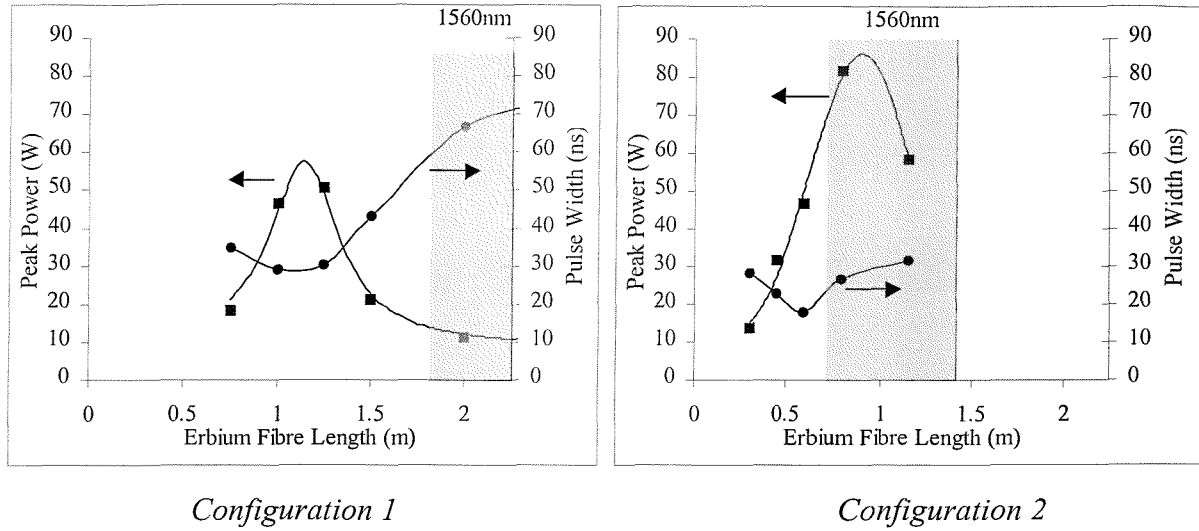 1560nm
90 90
80 80
70 70
60 60
50 50
40 40
30 30
20 20
10 10
0 0
Peak Power (W)
Pulse Width (ns)
0 0.5 1 1.5 2
Erbium Fibre Length (m)
Configuration 1
1560nm
90 90
80 80
70 70
60 60
50 50
40 40
30 30
20 20
10 10
0 0
Peak Power (W)
Pulse Width (ns)
0 0.5 1 1.5 2
Erbium Fibre Length (m)
Configuration 2